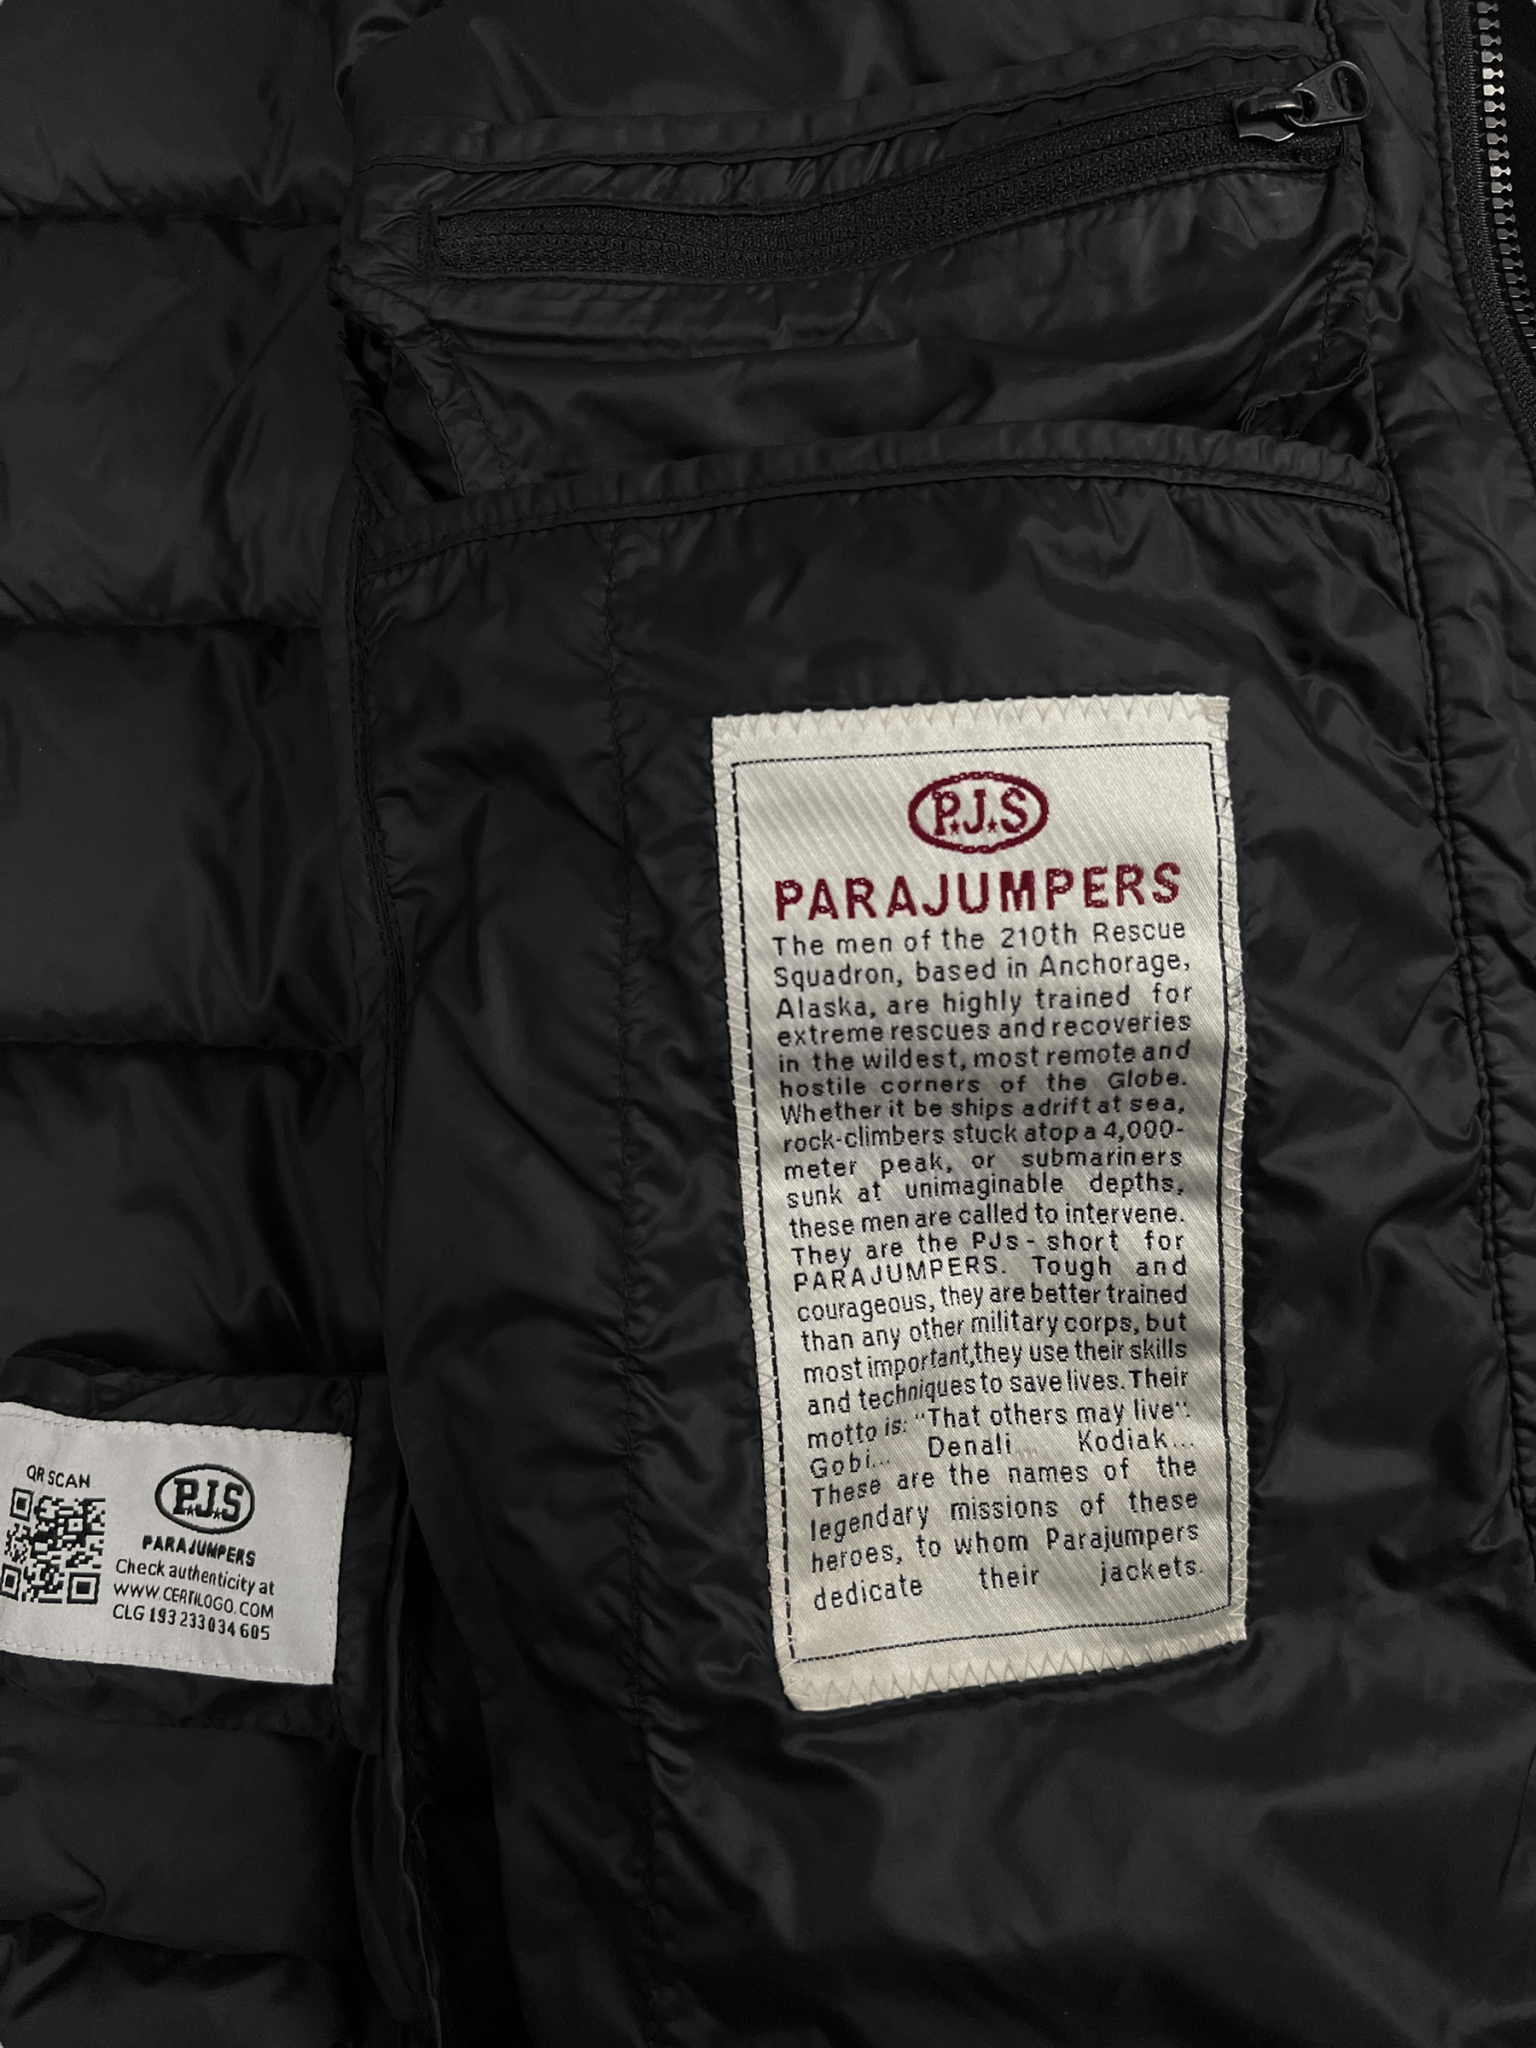 P.J.S
PARAJUMPERS
The men of the 210th Rescue
Squadron, based in Anchorage,
Alaska, are highly trained for
extreme rescues and recoveries
in the wildest, most remote and
hostile corners of the Globe.
Whether it be ships adrift at sea,
rock-climbers stuck atop a 4,000-
meter peak, or submariners
sunk at unimaginable depths,
these men are called to intervene.
They are the PJs - short for
PARAJUMPERS. Tough and
courageous, they are better trained
than any other military corps, but
most important,they use their skills
and techniques to save lives. Their
motto is: "That others may live".
Gobi... Denali... Kodiak...
These are the names of the
legendary missions of these
heroes, to whom Parajumpers
dedicate their jackets.
QR SCAN
P.J.S
PARAJUMPERS
Check authenticity at
WWW.CERTILOGO.COM
CLG 193 233 034 605